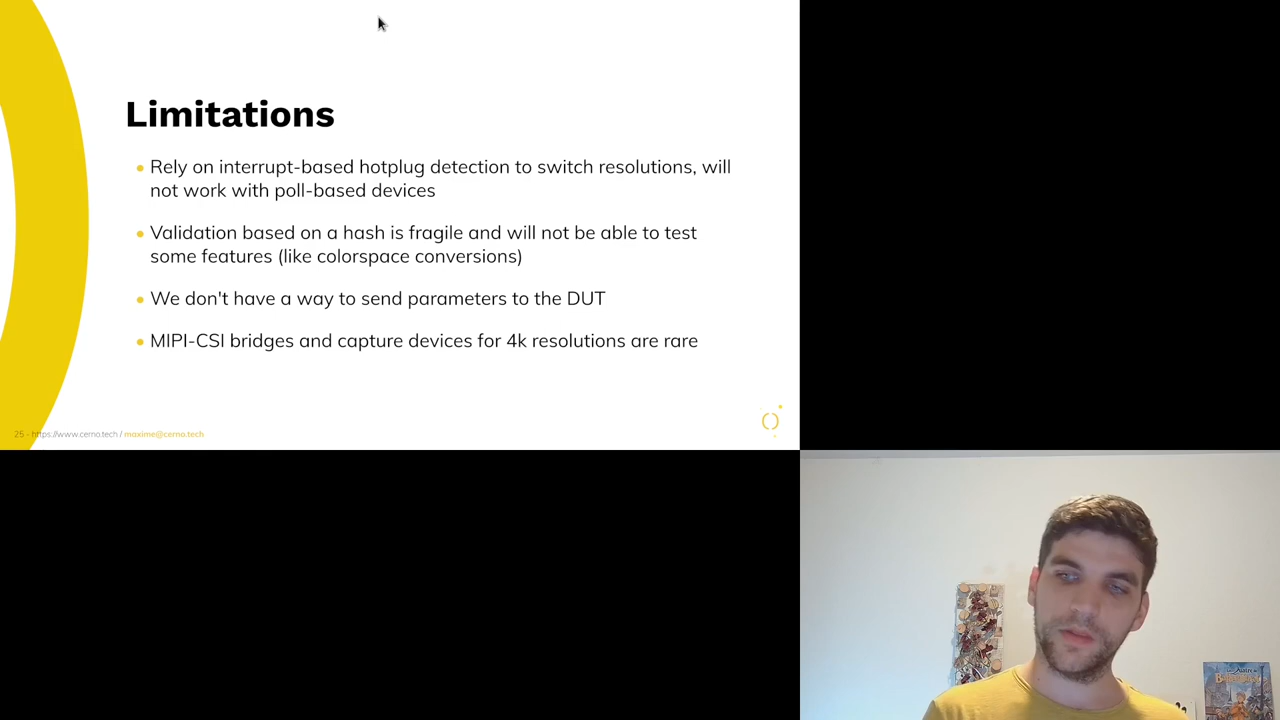 Limitations
Rely on interrupt-based hotplug detection to switch resolutions, will
not work with poll-based devices
Validation based on a hash is fragile and will not be able to test
some features (like colorspace conversions)
We don't have a way to send parameters to the DUT
MIPI-CSI bridges and capture devices for 4k resolutions are rare
25 - https://www.cerno.tech / maxime@cerno.tech